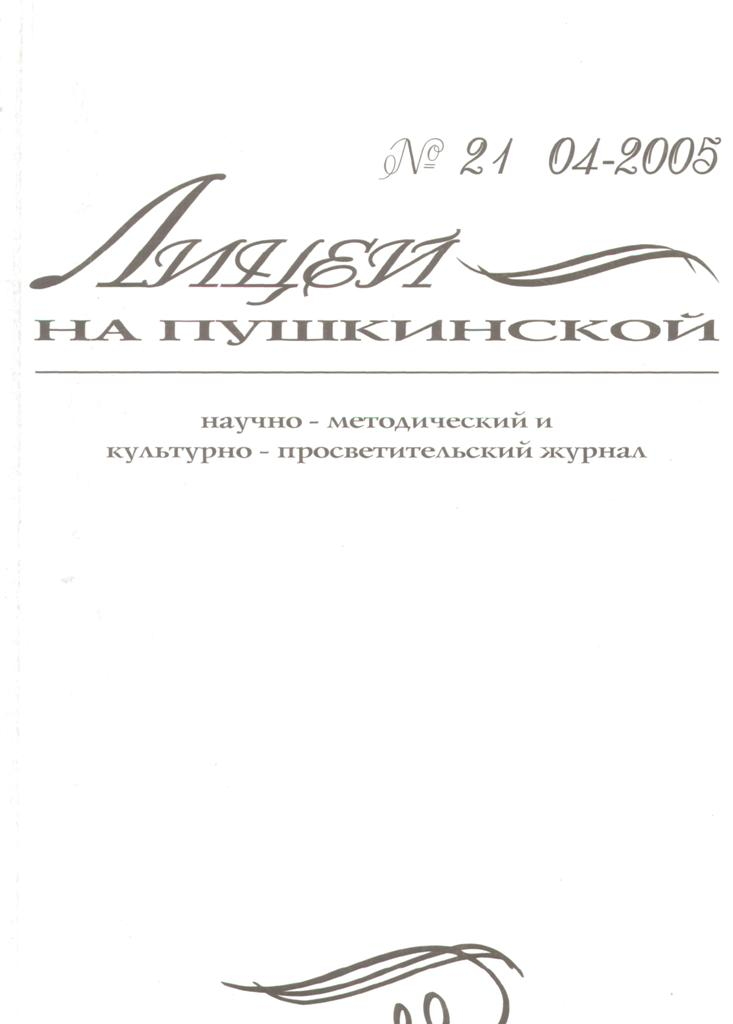 № 21 04-2005
Лицей
НА ПУШКИНСКОЙ
научно - методический и
культурно - просветительский журнал